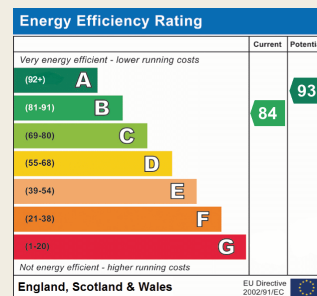 Energy Efficiency Rating
Current Potenti
Very energy efficient - lower running costs
(92+) A
93
(81-91) B
84
(69-80) C
(55-68) D
(39-54) E
(21-38) F
(1-20) G
Not energy efficient - higher running costs
England, Scotland & Wales
EU Directive
2002/91/EC